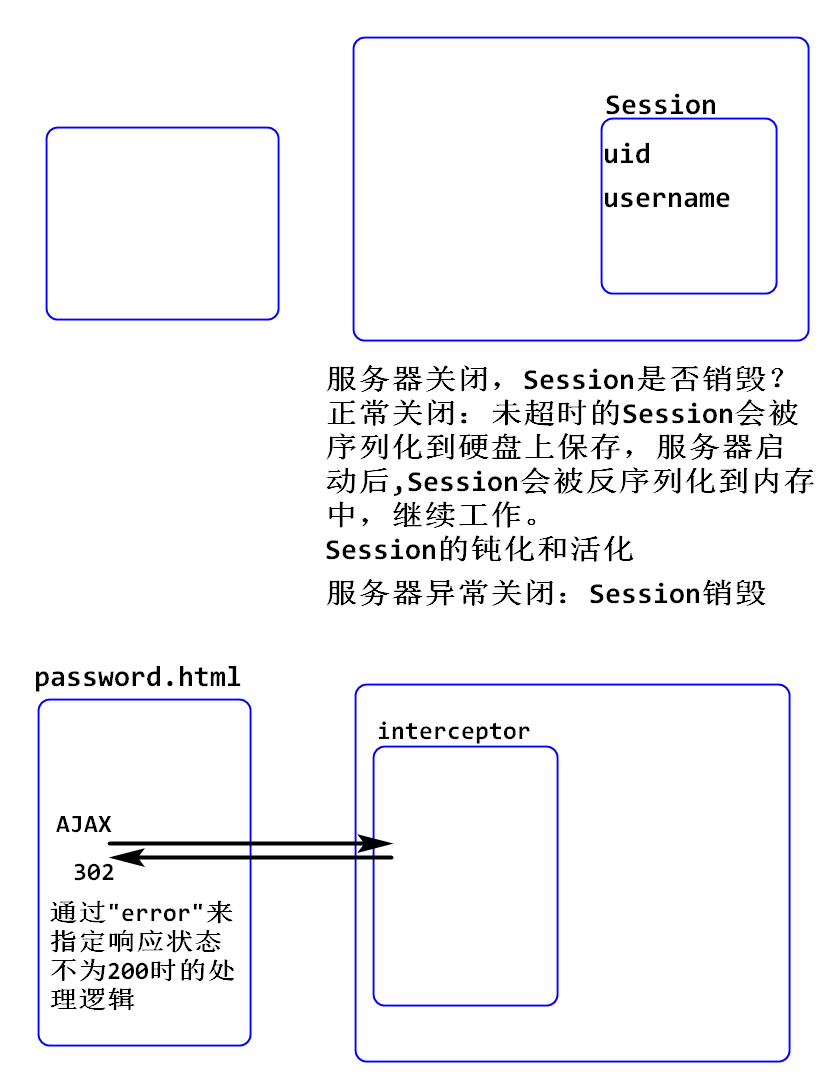 Session
uid
username
服务器关闭，Session是否销毁？
正常关闭：未超时的Session会被
序列化到硬盘上保存，服务器启
动后,Session会被反序列化到内存
中，继续工作。
Session的钝化和活化
服务器异常关闭：Session销毁
password.html
interceptor
AJAX
302
通过"error"来
指定响应状态
不为200时的处
理逻辑